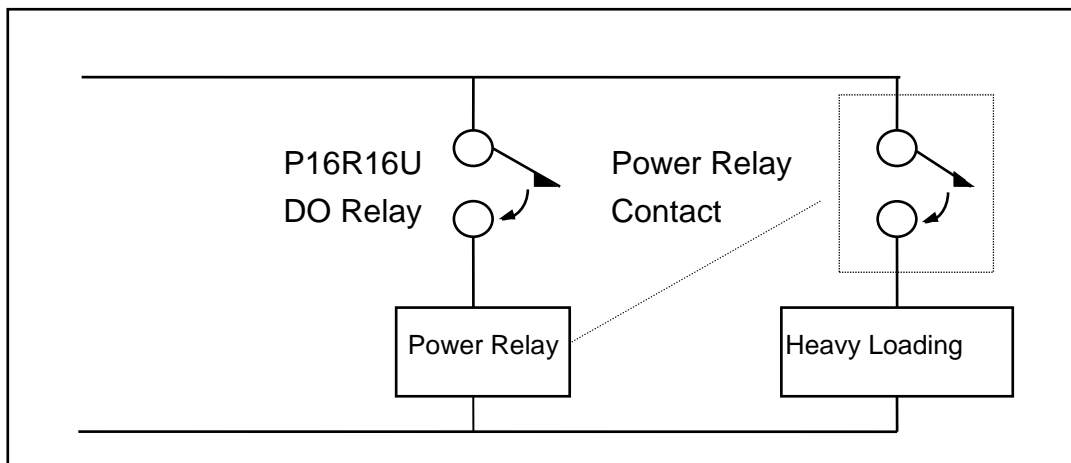 P16R16U
DO Relay
Power Relay
Contact
Power Relay
Heavy Loading